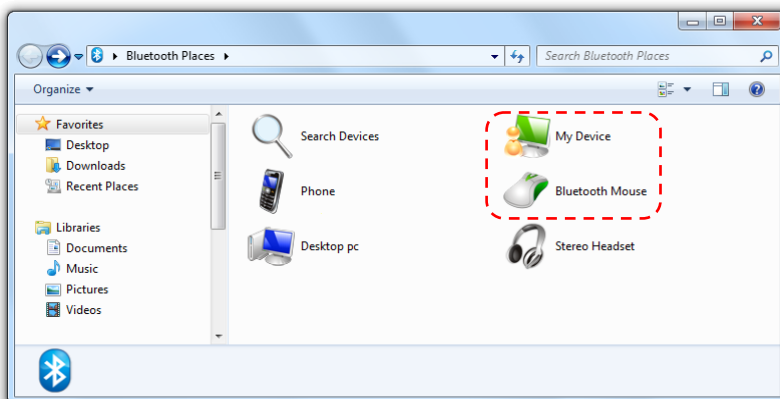 Bluetooth Places
Search Bluetooth Places
Organize
Favorites
Desktop
Downloads
Recent Places
Libraries
Documents
Music
Pictures
Videos
Search Devices
My Device
Phone
Bluetooth Mouse
Desktop pc
Stereo Headset